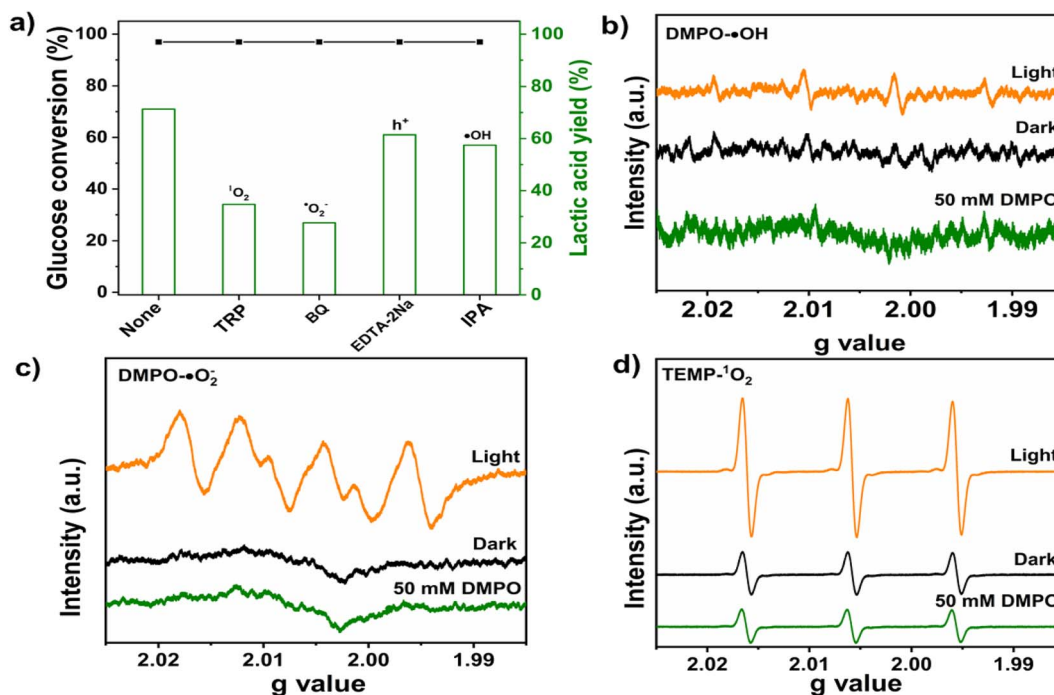 a)
Glucose conversion (%)
100
80
60
40
20
0
¹O₂
•O₂⁻
h⁺
•OH
None
TRP
BQ
EDTA-2Na
IPA
100
80
60
40
20
0
Lactic acid yield (%)
b)
DMPO-•OH
Intensity (a.u.)
Light
Dark
50 mM DMPO
2.02
2.01
2.00
1.99
g value
c)
DMPO-•O₂⁻
Intensity (a.u.)
Light
Dark
50 mM DMPO
2.02
2.01
2.00
1.99
g value
d)
TEMP-¹O₂
Intensity (a.u.)
Light
Dark
50 mM DMPO
2.02
2.01
2.00
1.99
g value